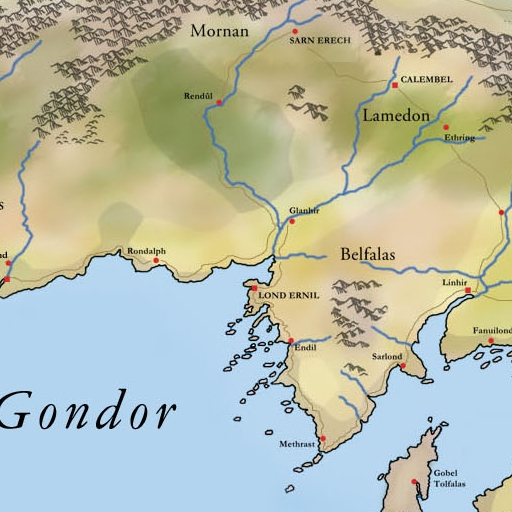 Mornan
SARN ERECH
CALEMBEL
Rendûl
Lamedon
Ethring
s
Glanhir
nd
Rondalph
Belfalas
Linhir
LOND ERNIL
Fanuilond
Endil
Sarlond
Gondor
Methrast
Gobel
Tolfalas